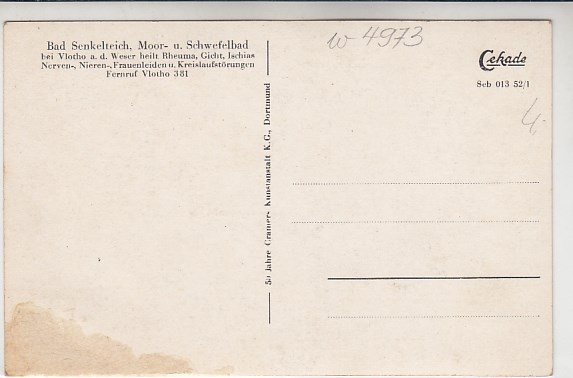 Bad Senkelteich, Moor- u. Schwefelbad
bei Vlotho a. d. Weser heilt Rheuma, Gicht, Ischias
Nerven-, Nieren-, Frauenleiden u. Kreislaufstörungen
Fernruf Vlotho 381
50 Jahre Cramers Kunstanstalt K.G., Dortmund
w 4973
Cekade
Seb 013 52/1
4,